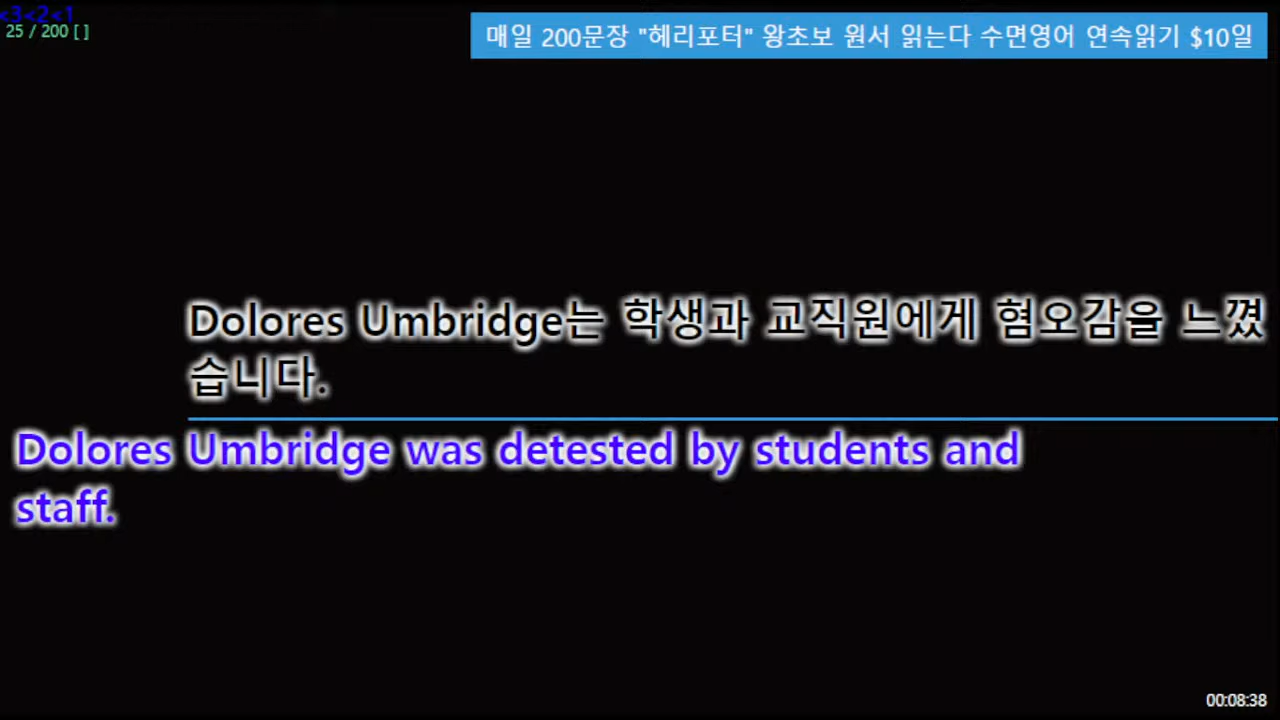 <3<2<1
25 / 200 [ ]
매일 200문장 "헤리포터" 왕초보 원서 읽는다 수면영어 연속읽기 $10일
Dolores Umbridge는 학생과 교직원에게 혐오감을 느꼈
습니다.
Dolores Umbridge was detested by students and
staff.
00:08:38